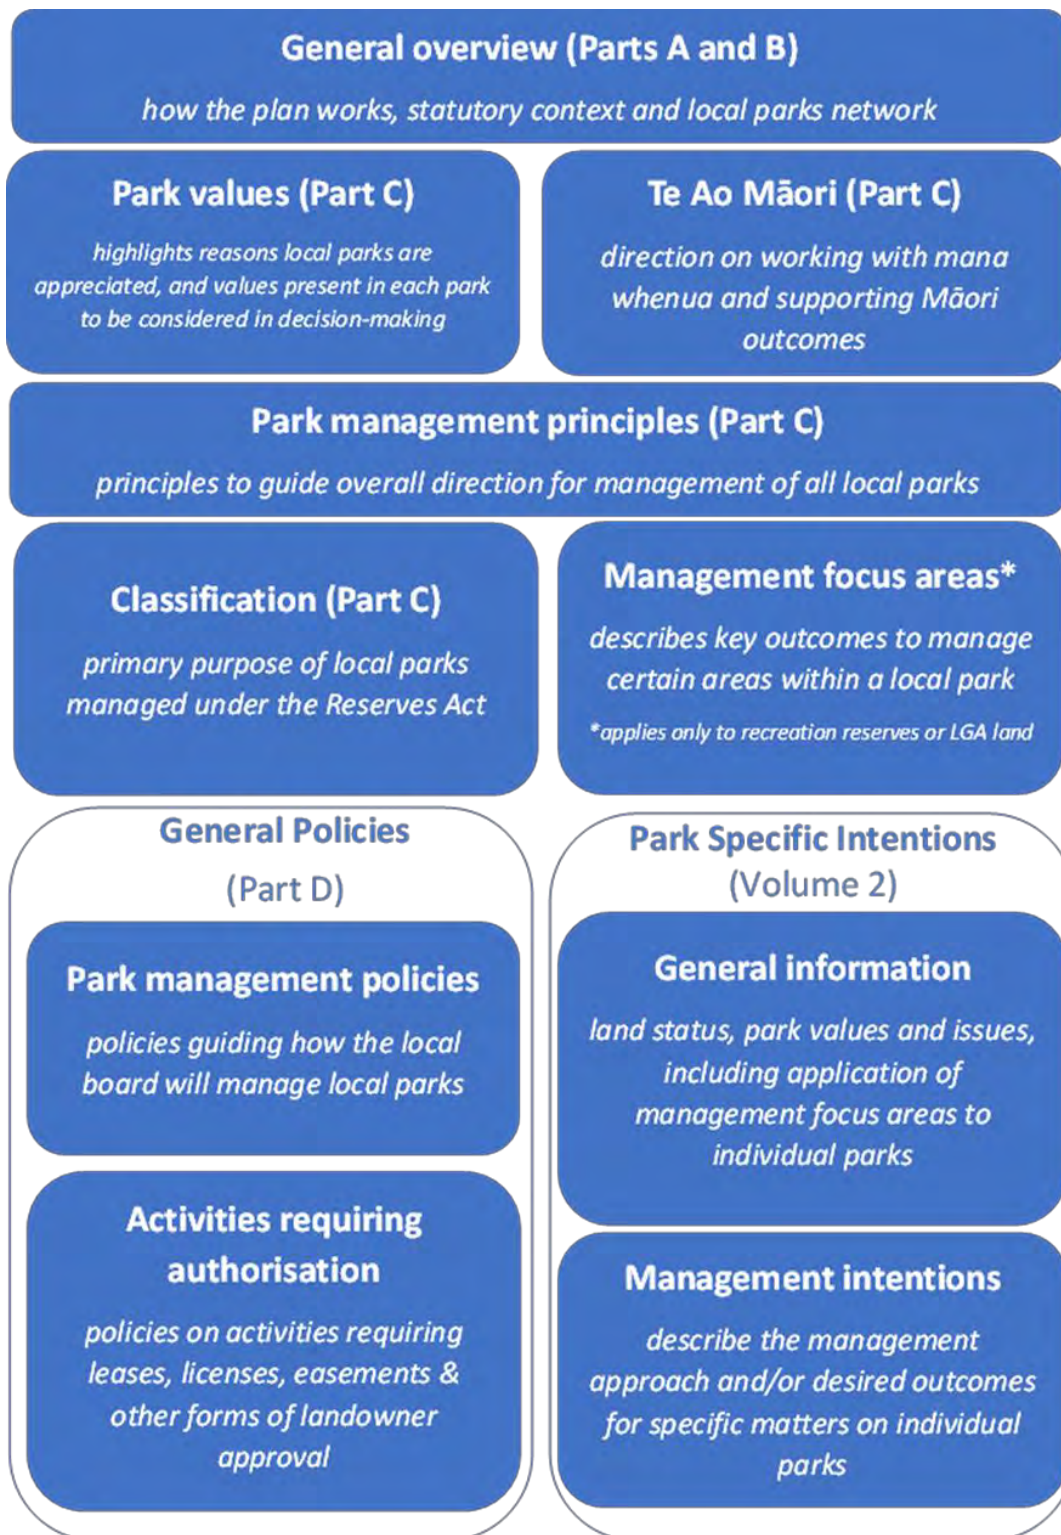 General overview (Parts A and B)
how the plan works, statutory context and local parks network
Park values (Part C)
highlights reasons local parks are
appreciated, and values present in each park
to be considered in decision-making
Te Ao Māori (Part C)
direction on working with mana
whenua and supporting Māori
outcomes
Park management principles (Part C)
principles to guide overall direction for management of all local parks
Classification (Part C)
primary purpose of local parks
managed under the Reserves Act
Management focus areas*
describes key outcomes to manage
certain areas within a local park
*applies only to recreation reserves or LGA land
General Policies
(Part D)
Park management policies
policies guiding how the local
board will manage local parks
Activities requiring
authorisation
policies on activities requiring
leases, licenses, easements &
other forms of landowner
approval
Park Specific Intentions
(Volume 2)
General information
land status, park values and issues,
including application of
management focus areas to
individual parks
Management intentions
describe the management
approach and/or desired outcomes
for specific matters on individual
parks